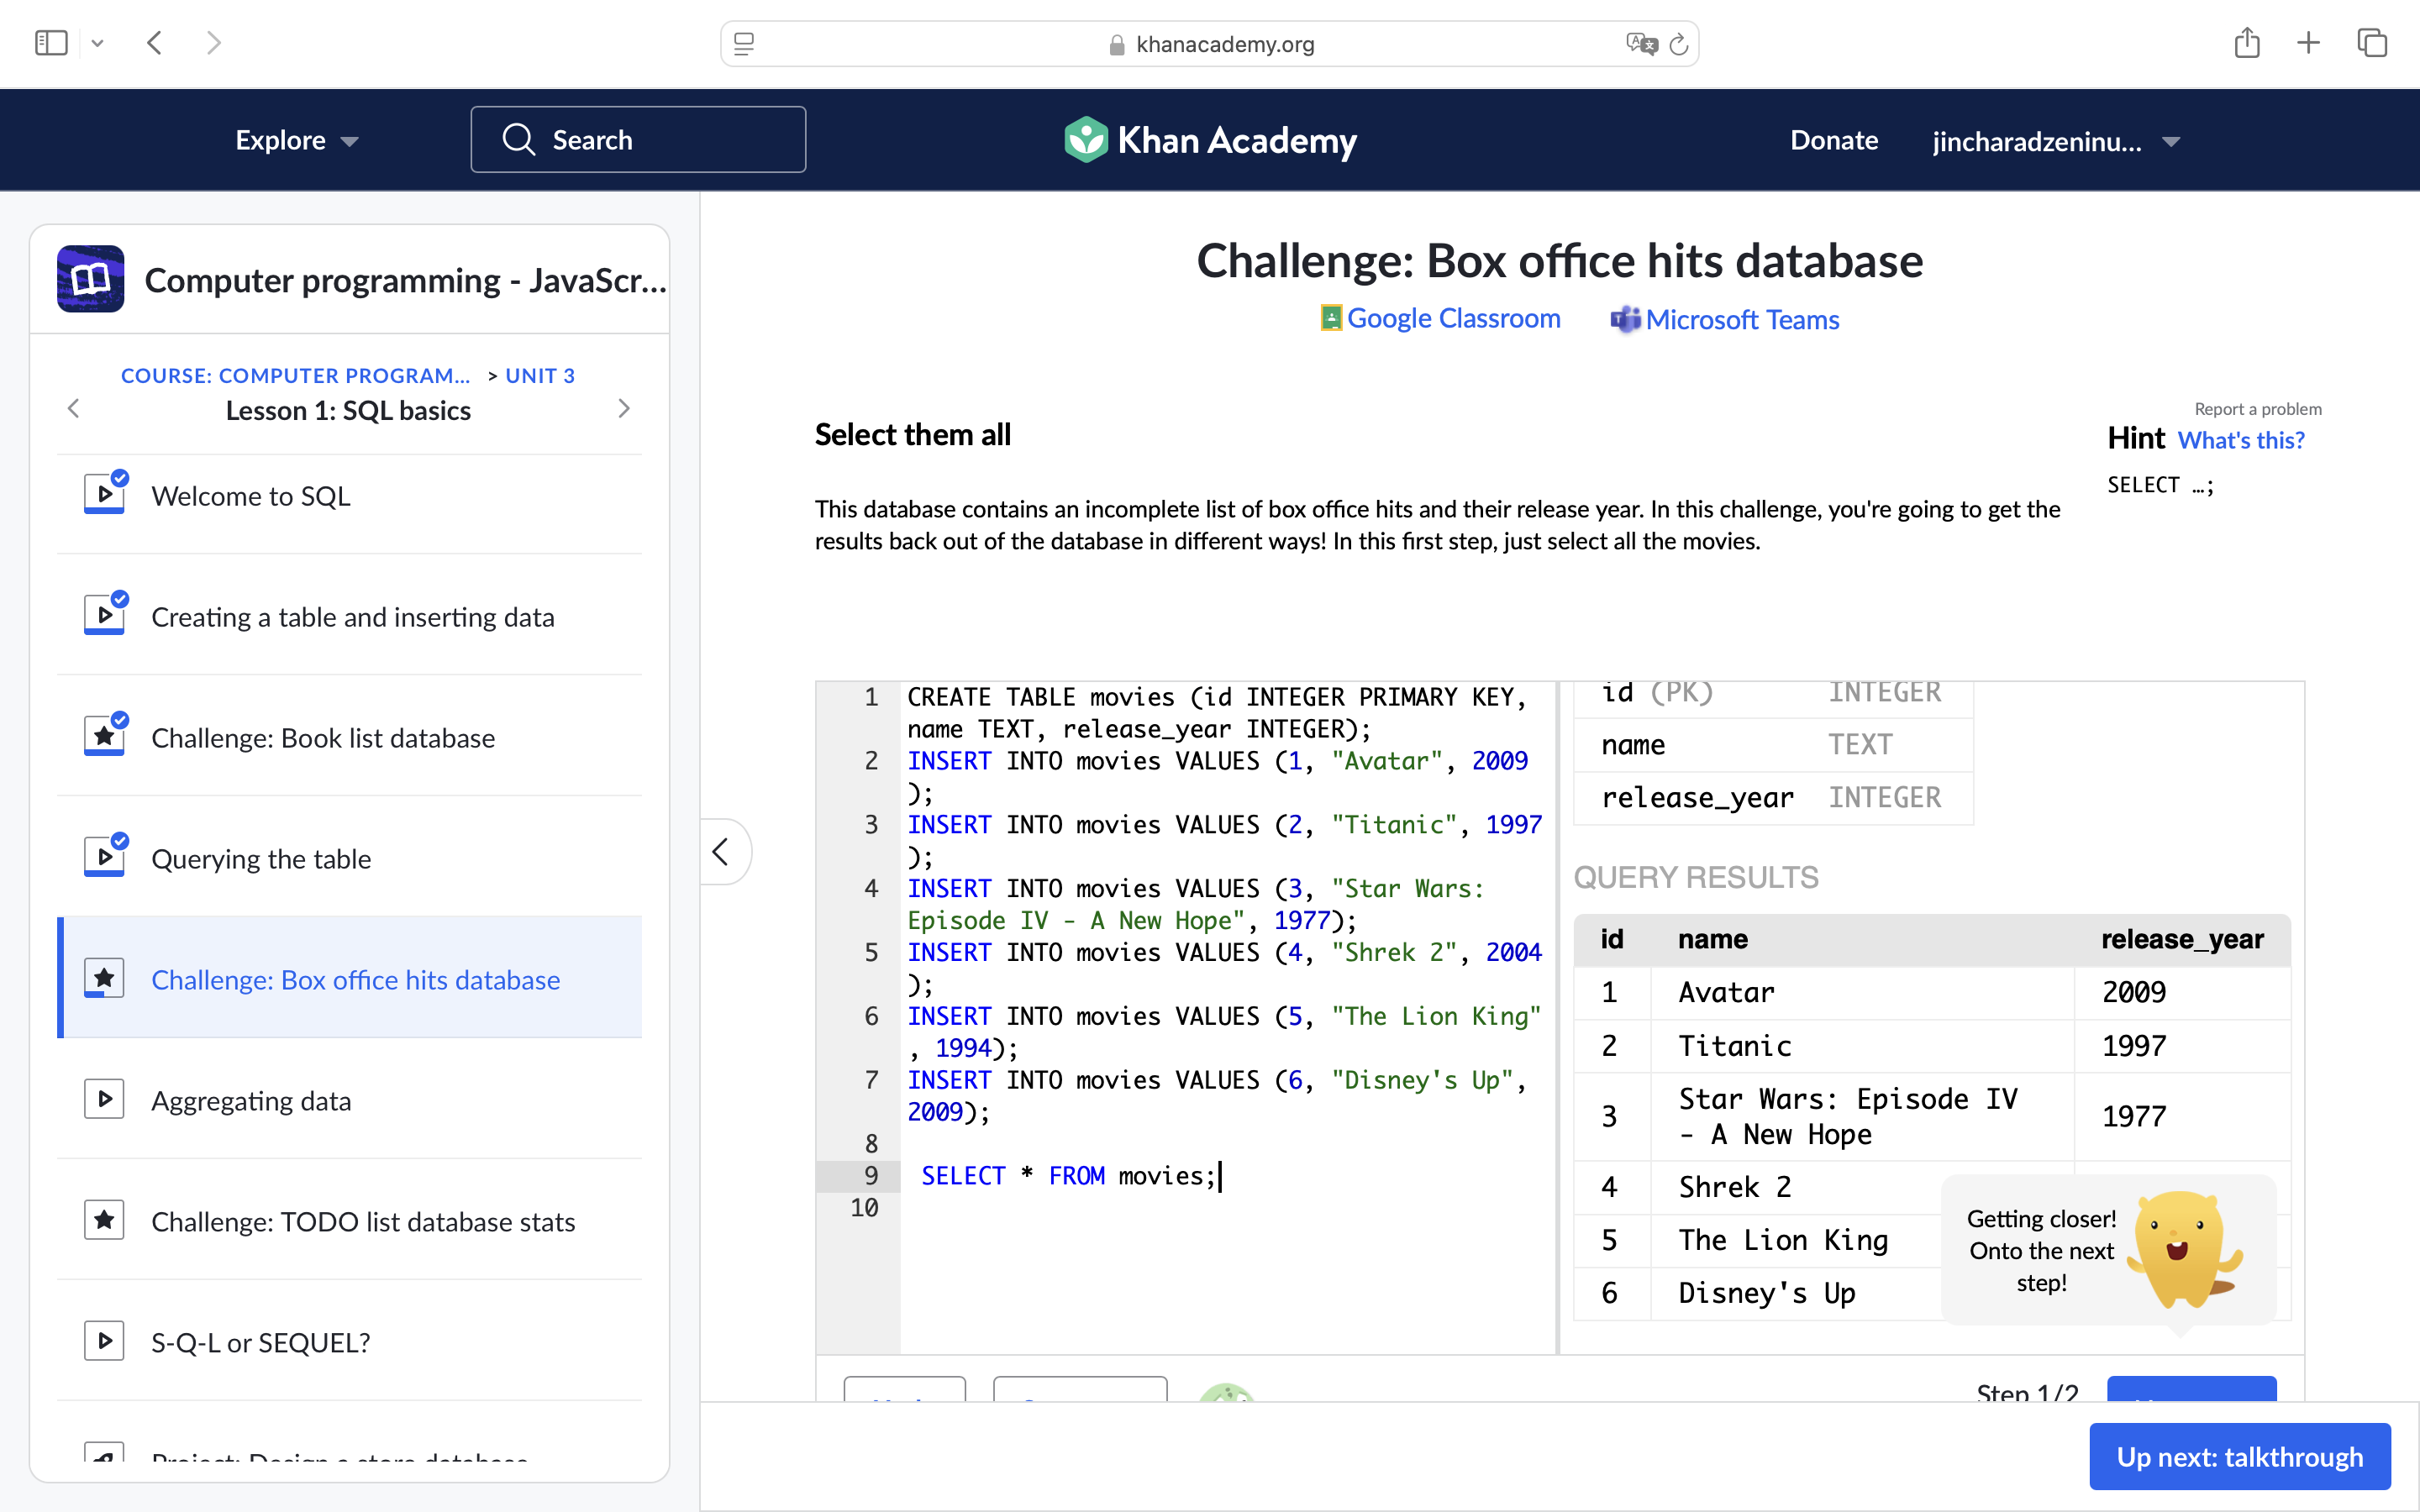 khanacademy.org
Explore
Search
Khan Academy
Donate
jincharadzeninu...
Computer programming - JavaScr...
COURSE: COMPUTER PROGRAM... > UNIT 3
Lesson 1: SQL basics
Welcome to SQL
Creating a table and inserting data
Challenge: Book list database
Querying the table
Challenge: Box office hits database
Aggregating data
Challenge: TODO list database stats
S-Q-L or SEQUEL?
Project: Design a store database
Challenge: Box office hits database
Google Classroom
Microsoft Teams
Select them all
This database contains an incomplete list of box office hits and their release year. In this challenge, you're going to get the
results back out of the database in different ways! In this first step, just select all the movies.
Report a problem
Hint What's this?
SELECT …;
1 CREATE TABLE movies (id INTEGER PRIMARY KEY,
name TEXT, release_year INTEGER);
2 INSERT INTO movies VALUES (1, "Avatar", 2009
);
3 INSERT INTO movies VALUES (2, "Titanic", 1997
);
4 INSERT INTO movies VALUES (3, "Star Wars:
Episode IV - A New Hope", 1977);
5 INSERT INTO movies VALUES (4, "Shrek 2", 2004
);
6 INSERT INTO movies VALUES (5, "The Lion King"
, 1994);
7 INSERT INTO movies VALUES (6, "Disney's Up",
2009);
8
9 SELECT * FROM movies;
10
id (PK) INTEGER
name TEXT
release_year INTEGER
QUERY RESULTS
id name release_year
1 Avatar 2009
2 Titanic 1997
3 Star Wars: Episode IV
- A New Hope 1977
4 Shrek 2
5 The Lion King
6 Disney's Up
Getting closer!
Onto the next
step!
Step 1/2
Up next: talkthrough